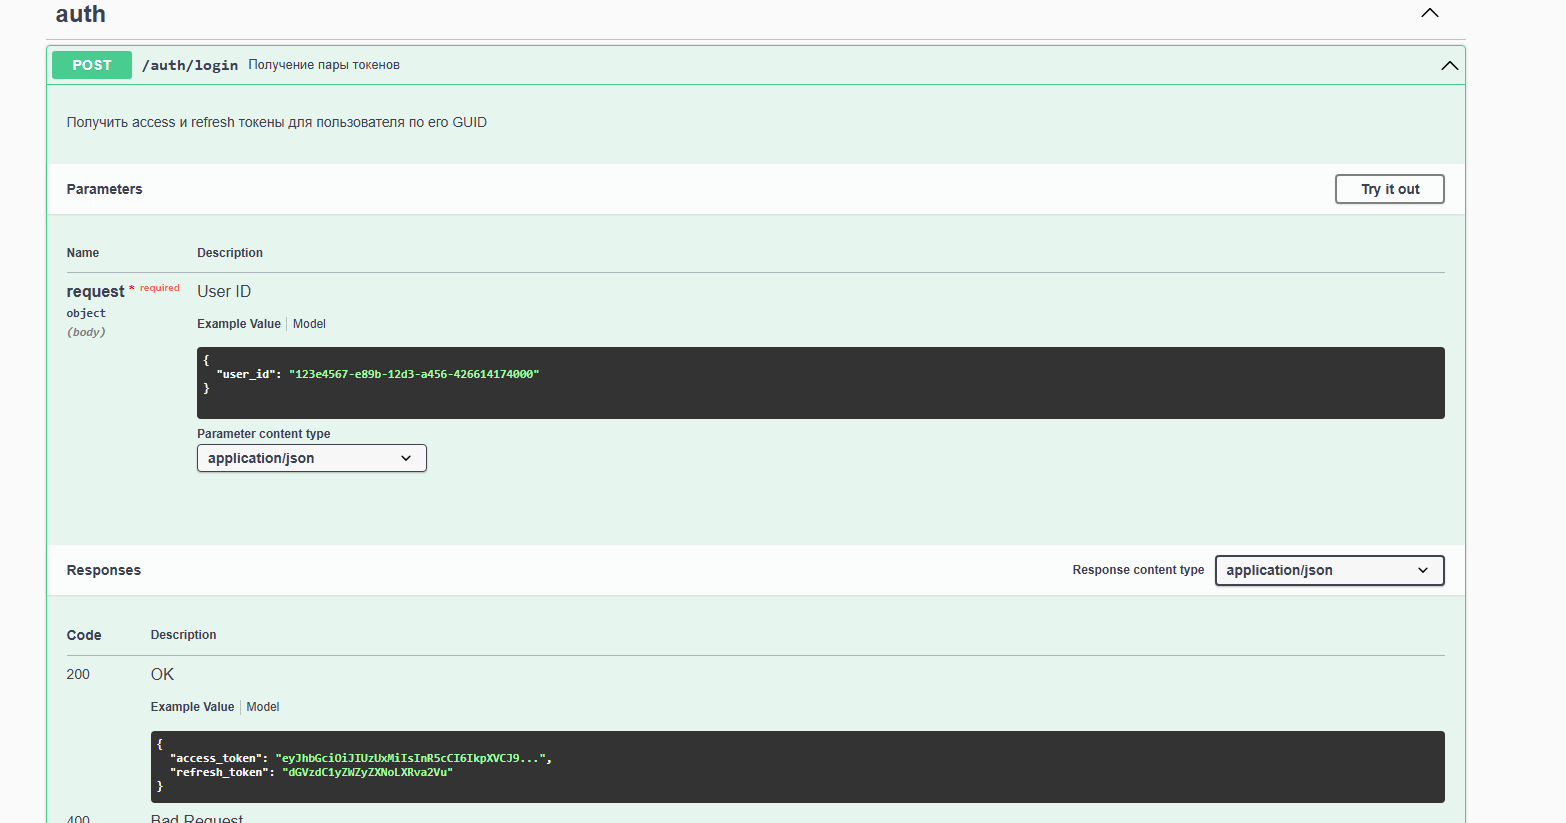 auth
POST /auth/login Получение пары токенов
Получить access и refresh токены для пользователя по его GUID
Parameters Try it out
Name Description
request * required User ID
object
(body)
Example Value Model
{
"user_id": "123e4567-e89b-12d3-a456-426614174000"
}
Parameter content type
application/json
Responses Response content type application/json
Code Description
200 OK
Example Value Model
{
"access_token": "eyJhbGciOiJIUzUxMiIsInR5cCI6IkpXVCJ9...",
"refresh_token": "dGVzdC1yZWZyZXNoLXRva2Vu"
}
400 Bad Request